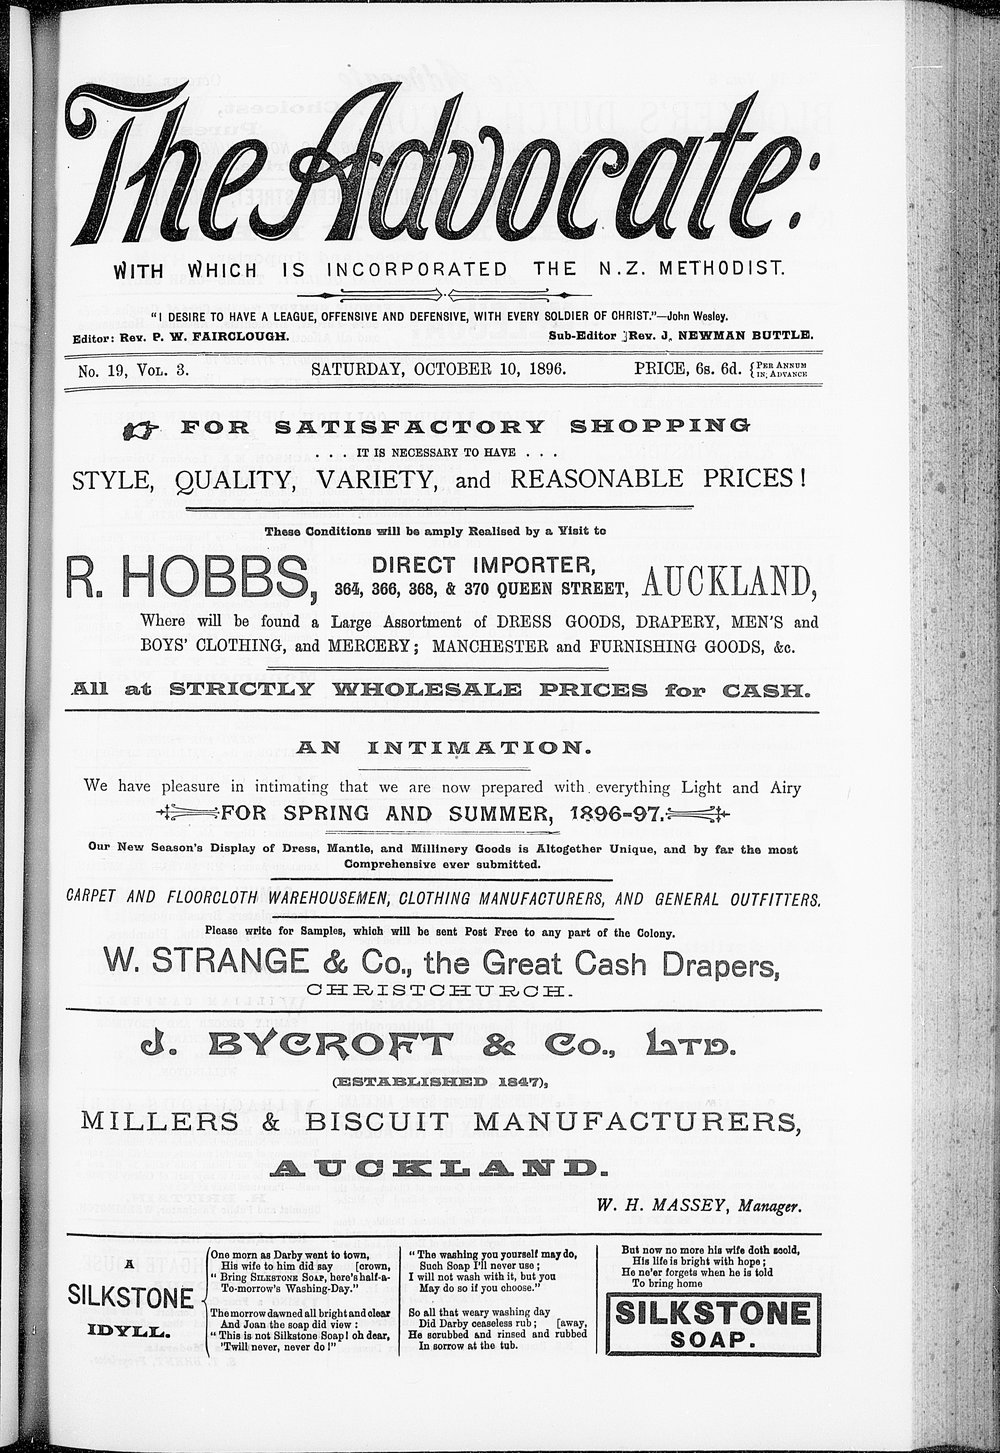 The Advocate:
WITH WHICH IS INCORPORATED THE N.Z. METHODIST.
"I DESIRE TO HAVE A LEAGUE, OFFENSIVE AND DEFENSIVE, WITH EVERY SOLDIER OF CHRIST."—John Wesley.
Editor: Rev. P. W. FAIRCLOUGH. Sub-Editor ; Rev. J. NEWMAN BUTTLE.
No. 19, Vol. 3. SATURDAY, OCTOBER 10, 1896. PRICE, 6s. 6d. { Per Annum in Advance
☞ FOR SATISFACTORY SHOPPING
. . . IT IS NECESSARY TO HAVE . . .
STYLE, QUALITY, VARIETY, and REASONABLE PRICES!
These Conditions will be amply Realised by a Visit to
R. HOBBS, DIRECT IMPORTER,
364, 366, 368, & 370 QUEEN STREET, AUCKLAND,
Where will be found a Large Assortment of DRESS GOODS, DRAPERY, MEN'S and
BOYS' CLOTHING, and MERCERY; MANCHESTER and FURNISHING GOODS, &c.
All at STRICTLY WHOLESALE PRICES for CASH.
AN INTIMATION.
We have pleasure in intimating that we are now prepared with everything Light and Airy
FOR SPRING AND SUMMER, 1896-97.
Our New Season's Display of Dress, Mantle, and Millinery Goods is Altogether Unique, and by far the most
Comprehensive ever submitted.
CARPET AND FLOORCLOTH WAREHOUSEMEN, CLOTHING MANUFACTURERS, AND GENERAL OUTFITTERS.
Please write for Samples, which will be sent Post Free to any part of the Colony.
W. STRANGE & Co., the Great Cash Drapers,
CHRISTCHURCH.
J. BYCROFT & Co., LTD.
(ESTABLISHED 1847),
MILLERS & BISCUIT MANUFACTURERS,
AUCKLAND.
W. H. MASSEY, Manager.
A
SILKSTONE
IDYLL.
One morn as Darby went to town,
His wife to him did say [crown,
"Bring Silkstone Soap, here's half-a-
To-morrow's Washing-Day."
The morrow dawned all bright and clear
And Joan the soap did view:
"This is not Silkstone Soap! oh dear,
'Twill never, never do!"
"The washing you yourself may do,
Such Soap I'll never use;
I will not wash with it, but you
May do so if you choose."
So all that weary washing day
Did Darby ceaseless rub; [away,
He scrubbed and rinsed and rubbed
In sorrow at the tub.
But now no more his wife doth scold,
His life is bright with hope;
He ne'er forgets when he is told
To bring home
SILKSTONE
SOAP.